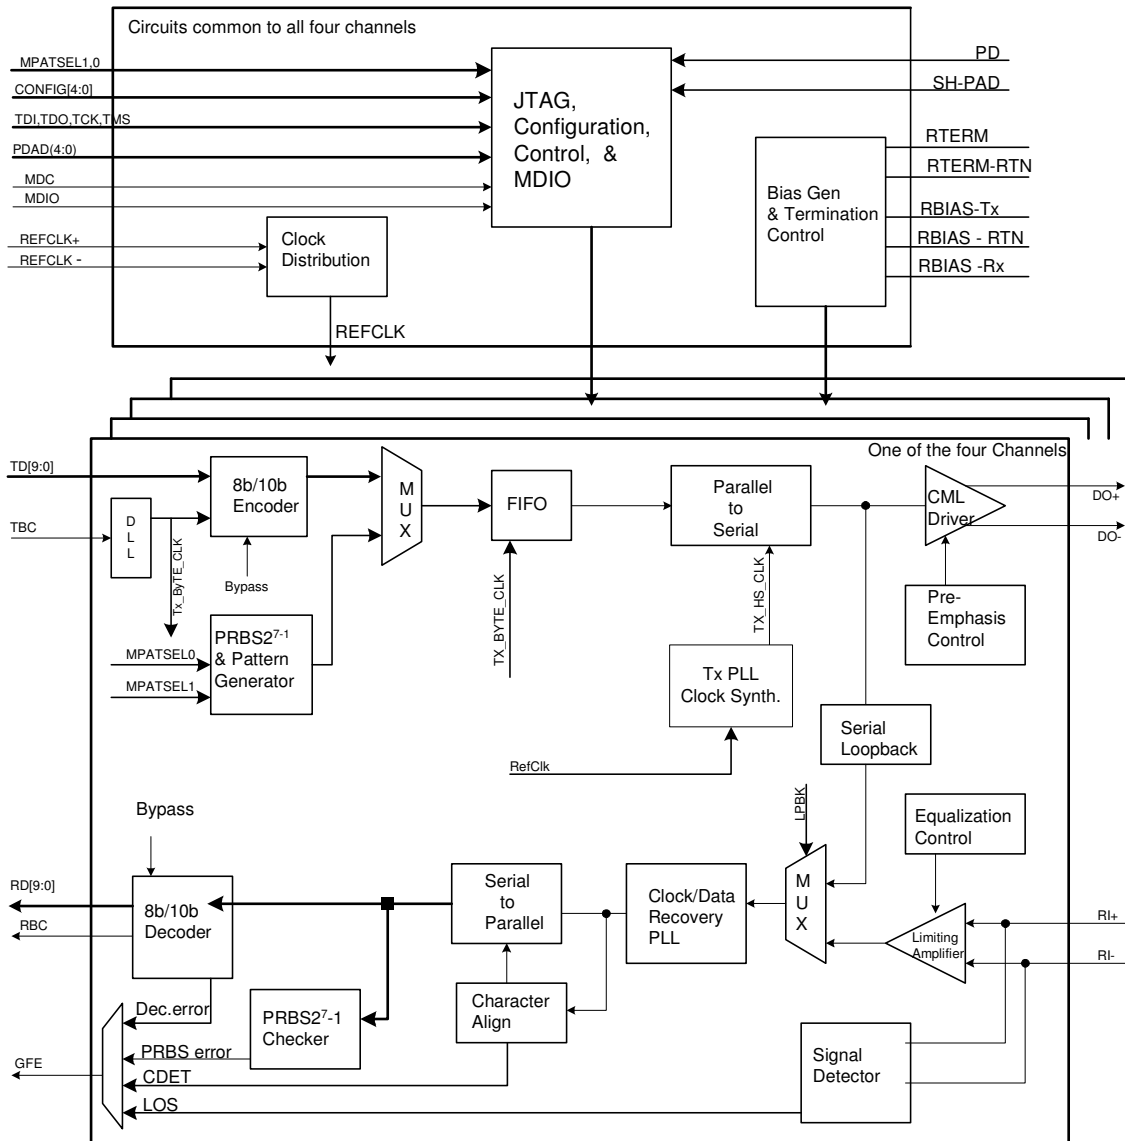 Circuits common to all four channels
MPATSEL1,0
CONFIG[4:0]
TDI,TDO,TCK,TMS
PDAD(4:0)
MDC
MDIO
REFCLK+
REFCLK -
JTAG,
Configuration,
Control, &
MDIO
PD
SH-PAD
Clock
Distribution
REFCLK
Bias Gen
& Termination
Control
RTERM
RTERM-RTN
RBIAS-Tx
RBIAS - RTN
RBIAS -Rx
One of the four Channels
TD[9:0]
TBC
DLL
Tx_ByTE_CLK
8b/10b
Encoder
Bypass
MPATSEL0
MPATSEL1
PRBS2⁷⁻¹
& Pattern
Generator
MUX
FIFO
TX_BYTE_CLK
Parallel
to
Serial
TX_HS_CLK
Tx PLL
Clock Synth.
RefClk
CML
Driver
DO+
DO-
Pre-
Emphasis
Control
Serial
Loopback
LPBK
Equalization
Control
Bypass
RD[9:0]
RBC
8b/10b
Decoder
Serial
to
Parallel
Clock/Data
Recovery
PLL
MUX
Limiting
Amplifier
RI+
RI-
Character
Align
PRBS2⁷-1
Checker
Signal
Detector
Dec.error
PRBS error
CDET
LOS
GFE